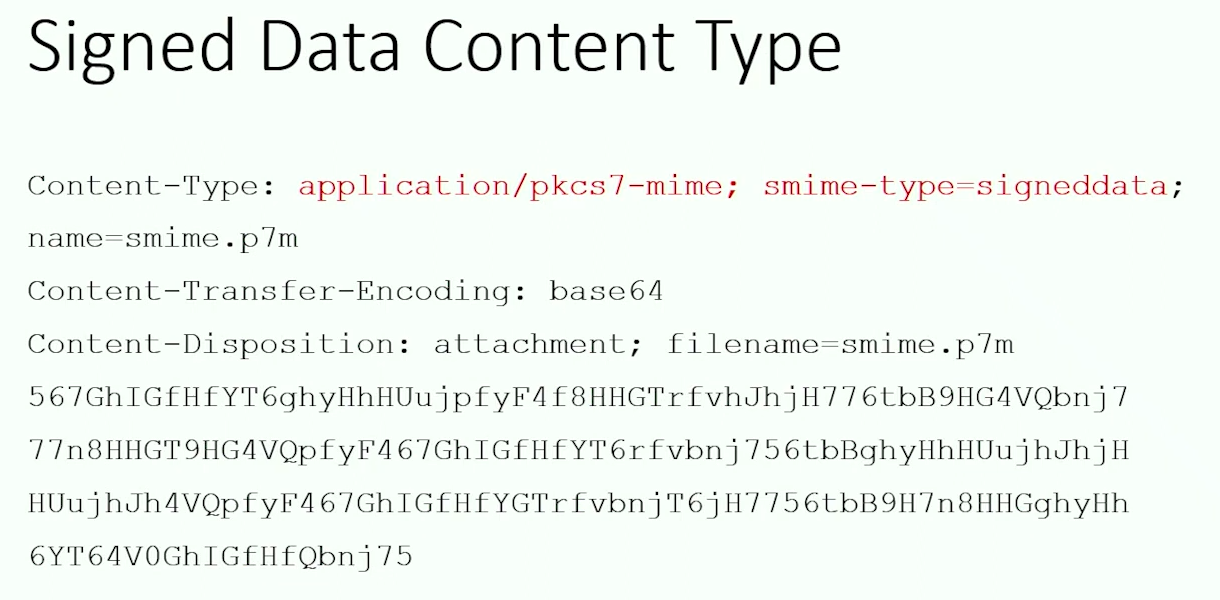 Signed Data Content Type
Content-Type: application/pkcs7-mime; smime-type=signeddata;
name=smime.p7m
Content-Transfer-Encoding: base64
Content-Disposition: attachment; filename=smime.p7m
567GhIGfHfYT6ghyHhHUujpfyF4f8HHGTrfvhJhjH776tbB9HG4VQbnj7
77n8HHGT9HG4VQpfyF467GhIGfHfYT6rfvbnj756tbBghyHhHUujhJhjH
HUujhJh4VQpfyF467GhIGfHfYGTrfvbnjT6jH7756tbB9H7n8HHGghyHh
6YT64V0GhIGfHfQbnj75